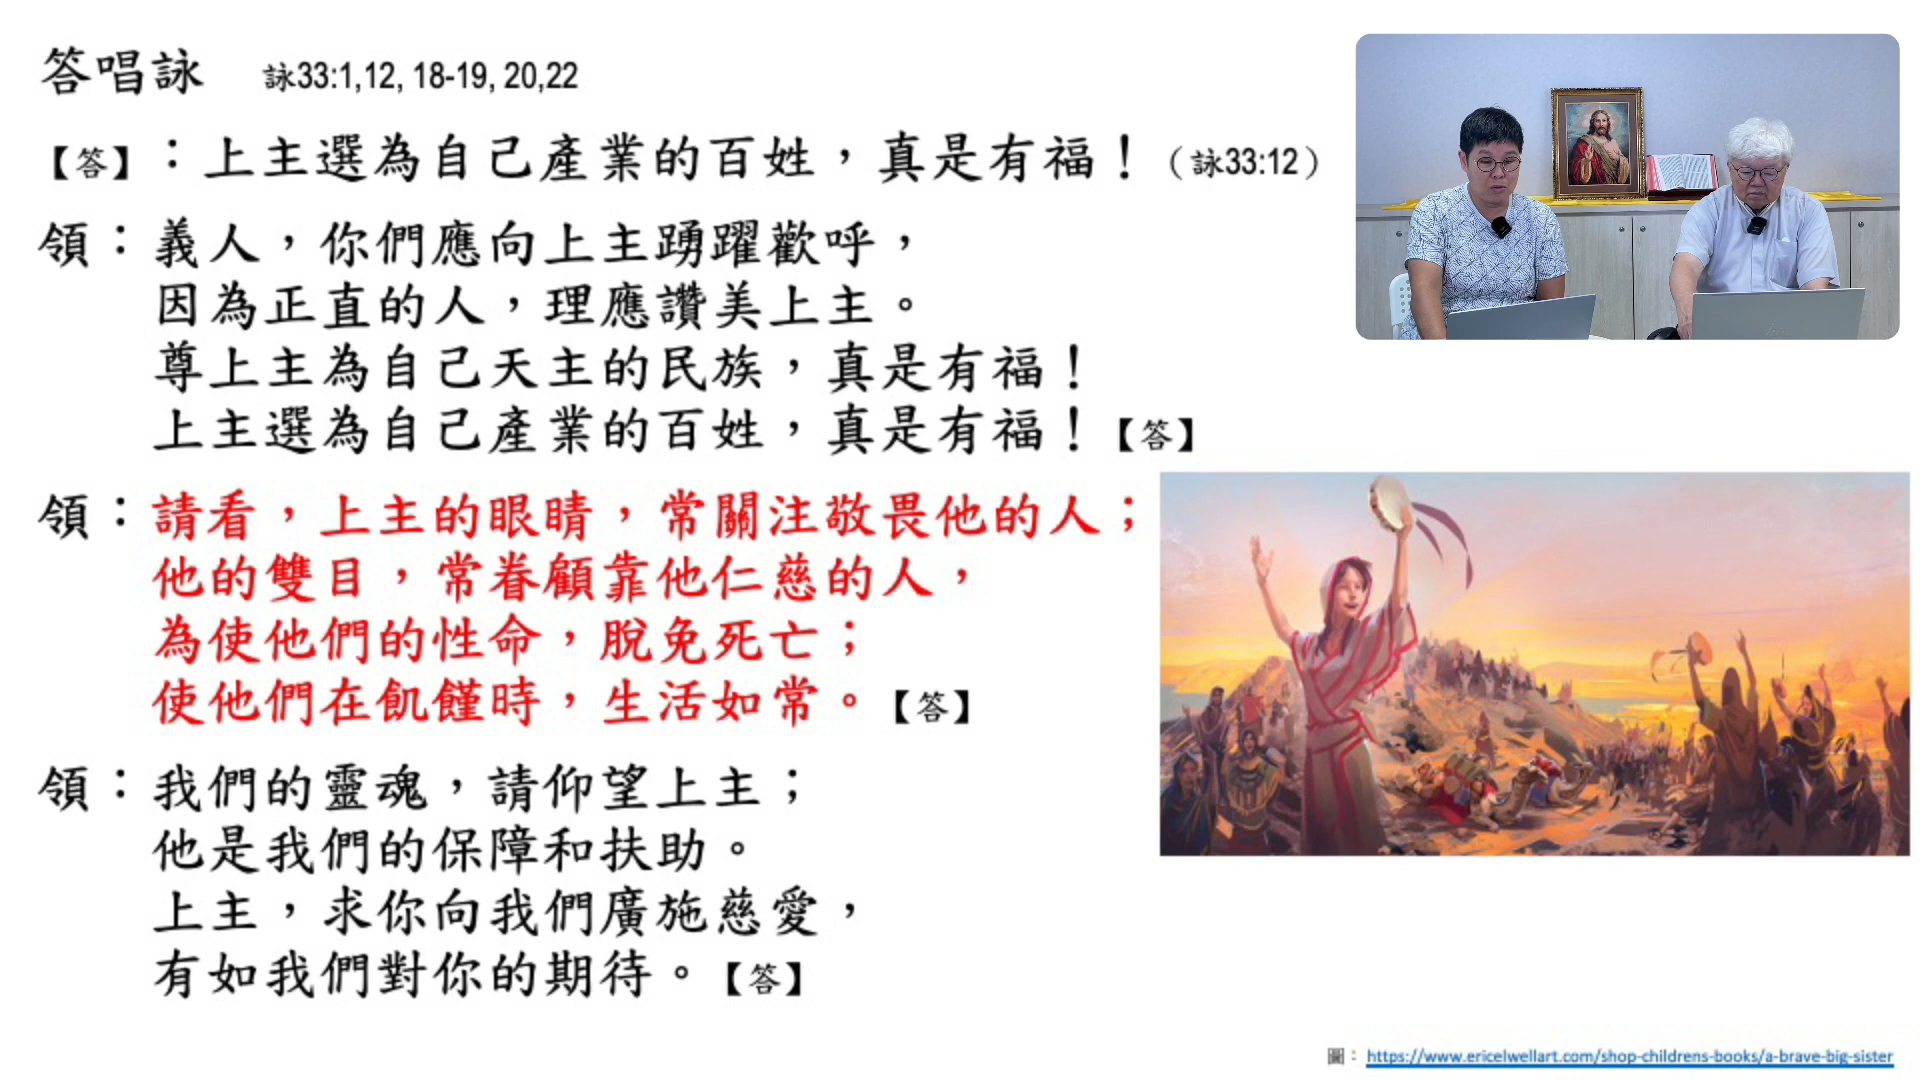 答唱詠 詠33:1,12, 18-19, 20,22
【答】：上主選為自己產業的百姓，真是有福！（詠33:12）
領：義人，你們應向上主踴躍歡呼，
因為正直的人，理應讚美上主。
尊上主為自己天主的民族，真是有福！
上主選為自己產業的百姓，真是有福！【答】
領：請看，上主的眼睛，常關注敬畏他的人；
他的雙目，常眷顧靠他仁慈的人，
為使他們的性命，脫免死亡；
使他們在飢饉時，生活如常。【答】
領：我們的靈魂，請仰望上主；
他是我們的保障和扶助。
上主，求你向我們廣施慈愛，
有如我們對你的期待。【答】
圖：https://www.ericelwellart.com/shop-childrens-books/a-brave-big-sister